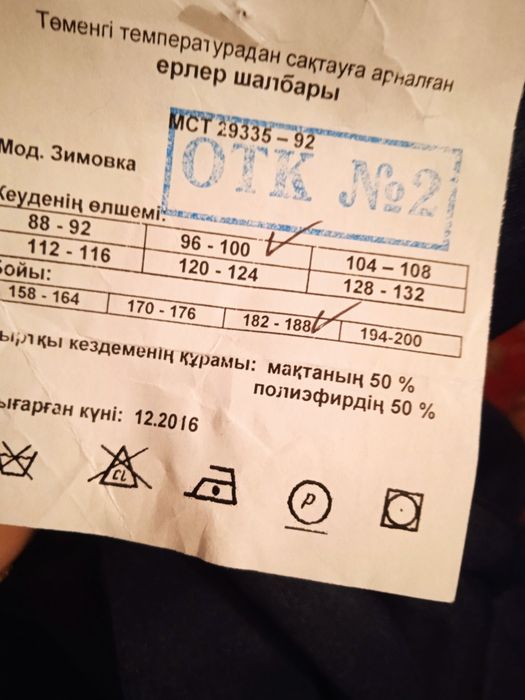 Төменгі температурадан сақтауға арналған
ерлер шалбары
МСТ 29335 – 92
ОТК №2
Мод. Зимовка
Кеуденің өлшемі:
88 - 92 96 - 100 104 – 108
112 - 116 120 - 124 128 - 132
Бойы:
158 - 164 170 - 176 182 - 188 194-200
кездеменің құрамы: мақтаның 50 %
полиэфирдің 50 %
күні: 12.2016
CL
P